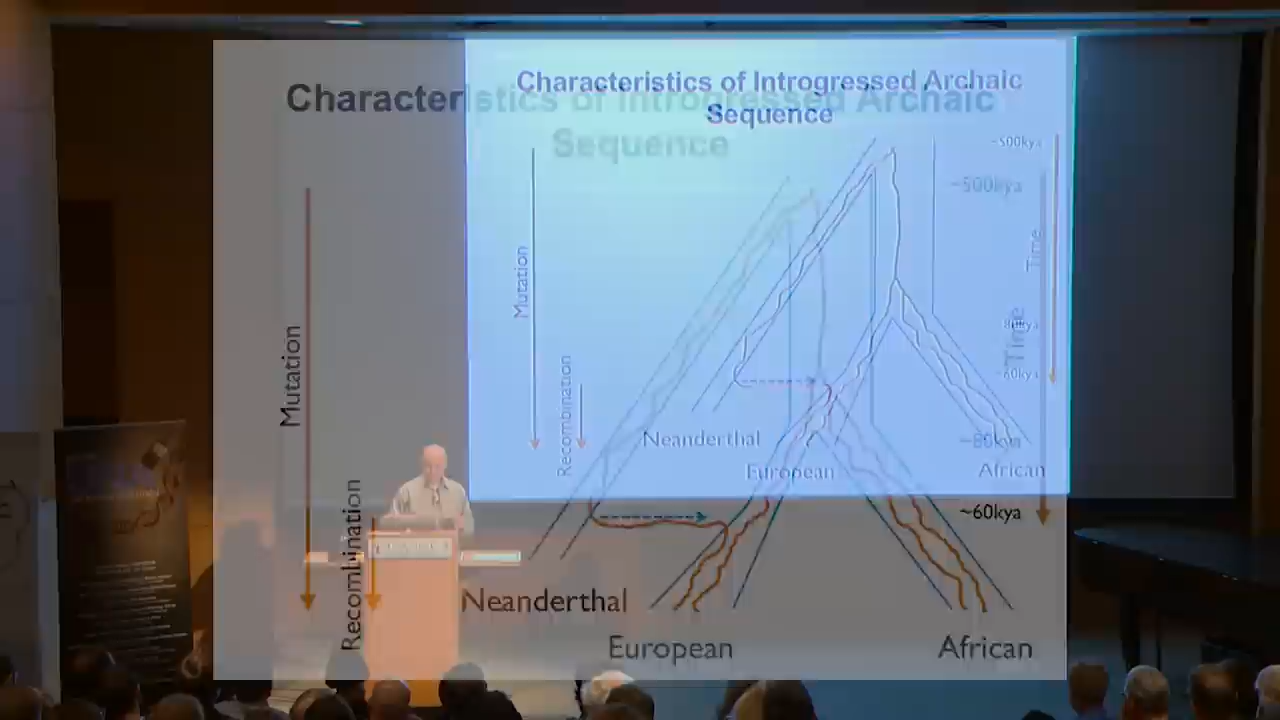 Characteristics of Introgressed Archaic
Sequence
~500kya
Mutation
Time
80kya
~60kya
Recombination
Neanderthal
European
African
Characteristics of Introgressed Archaic
Sequence
~500kya
Mutation
Time
~80kya
~60kya
Recombination
Neanderthal
European
African